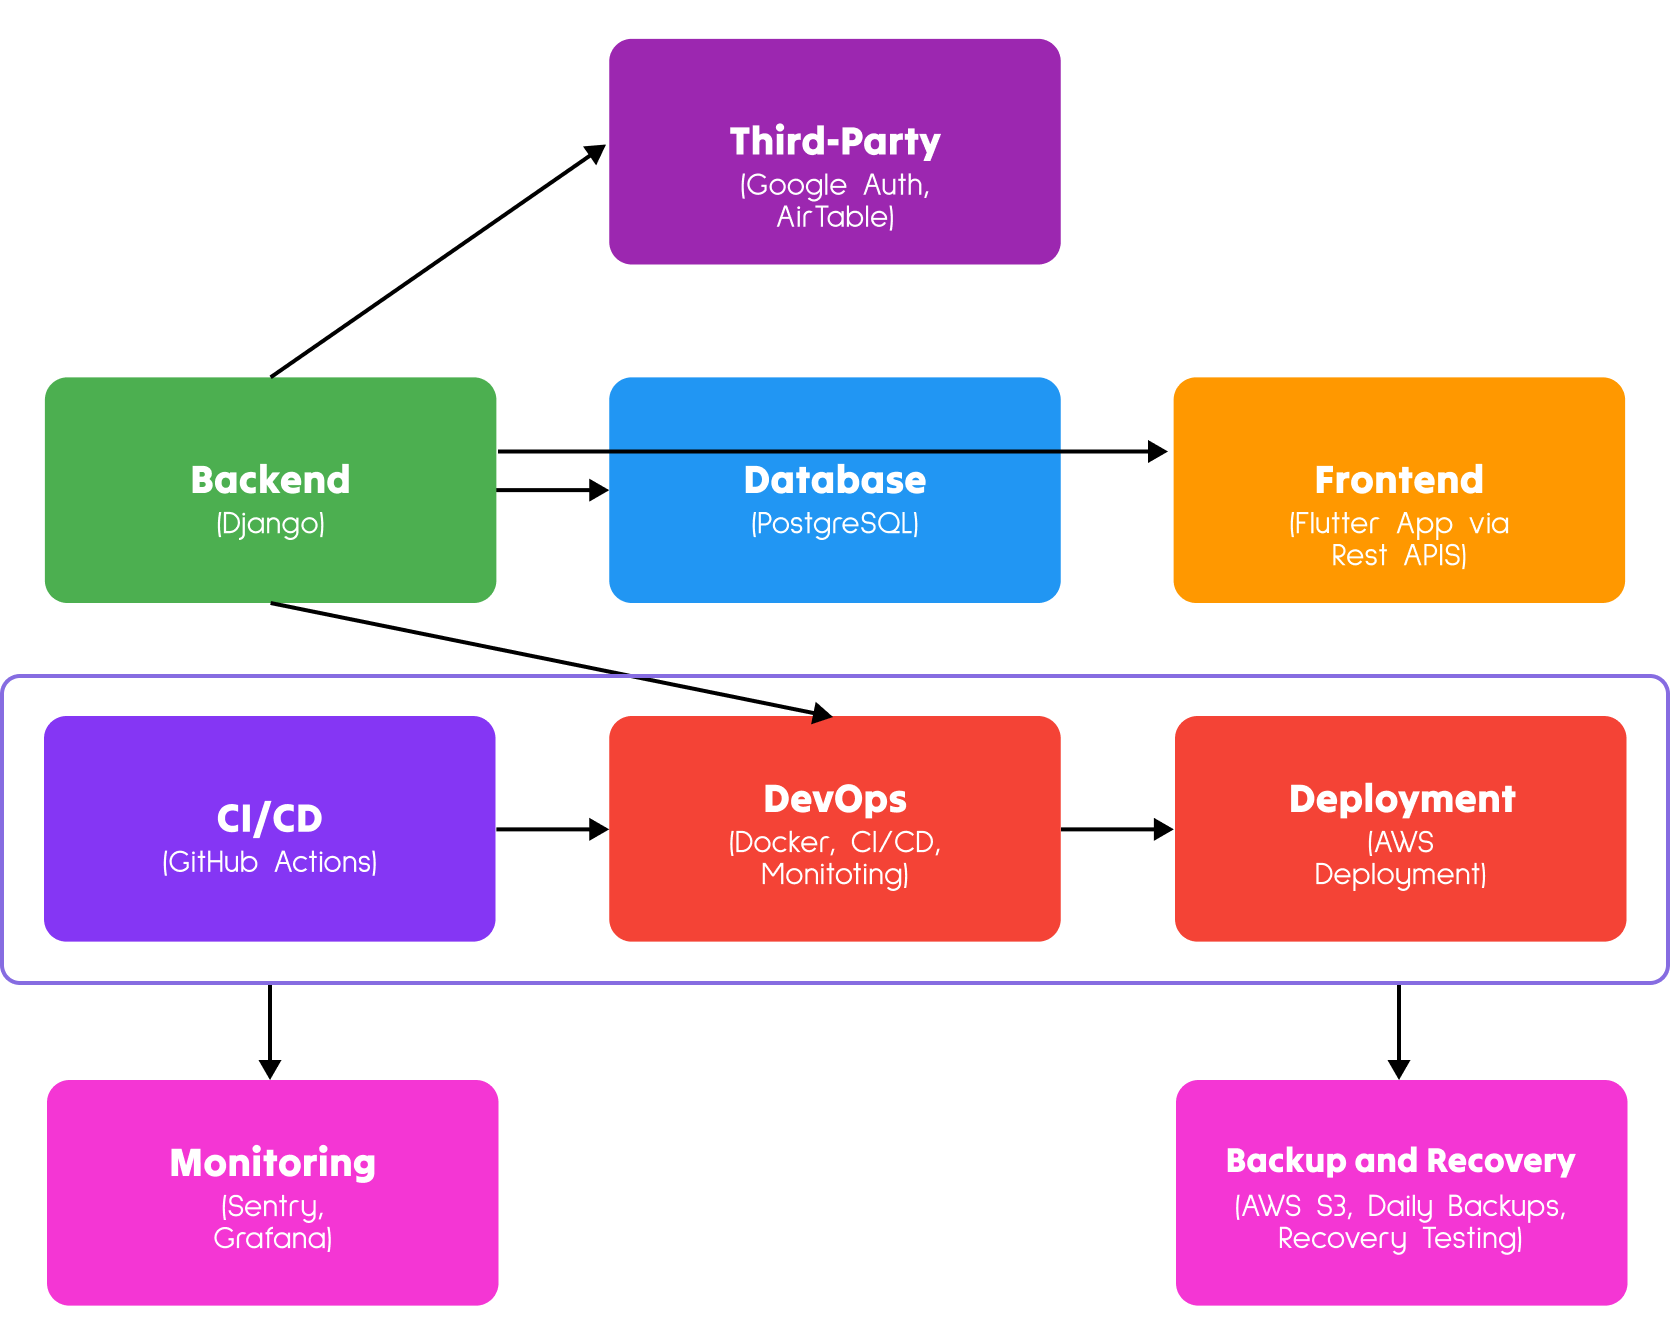 Third-Party
(Google Auth,
AirTable)
Backend
(Django)
Database
(PostgreSQL)
Frontend
(Flutter App via
Rest APIS)
CI/CD
(GitHub Actions)
DevOps
(Docker, CI/CD,
Monitoting)
Deployment
(AWS
Deployment)
Monitoring
(Sentry,
Grafana)
Backup and Recovery
(AWS S3, Daily Backups,
Recovery Testing)